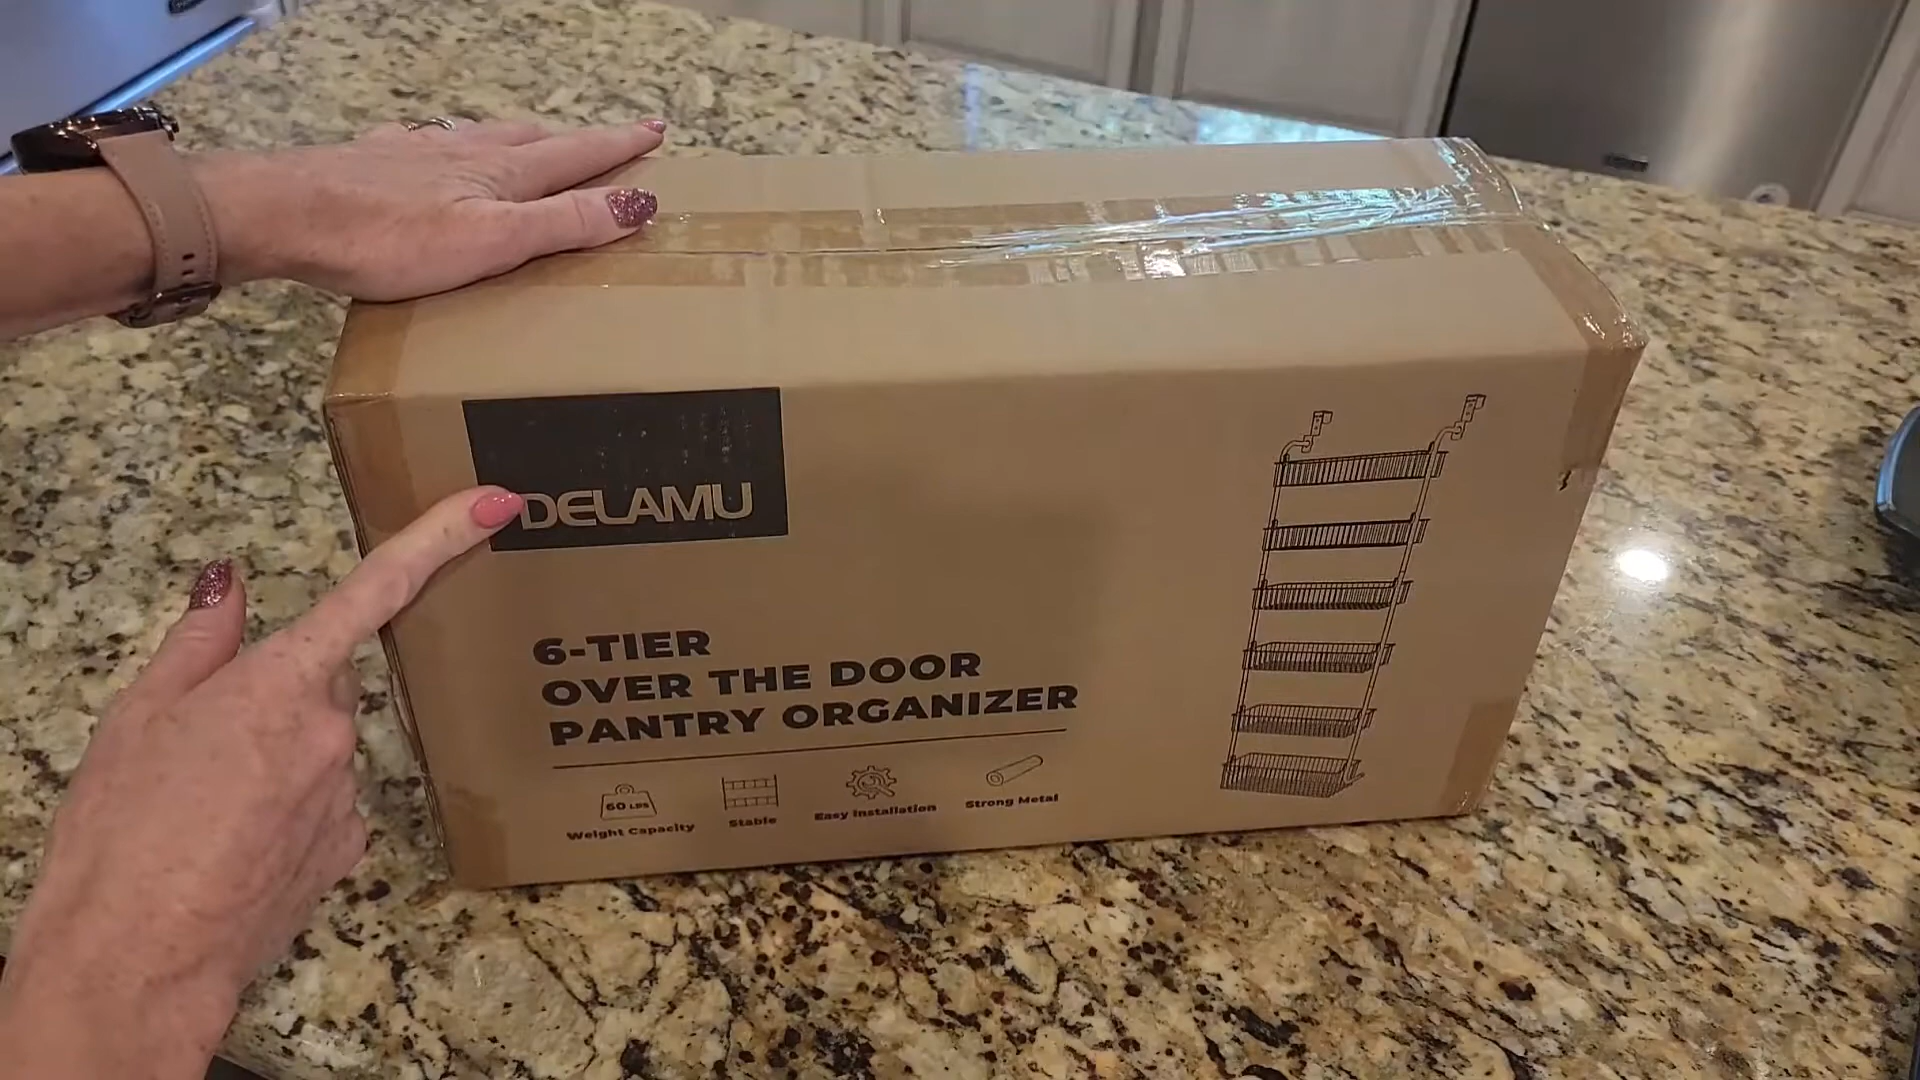 DELAMU
6-TIER
OVER THE DOOR
PANTRY ORGANIZER
60 LBS
Weight Capacity
Stable
Easy Installation
Strong Metal